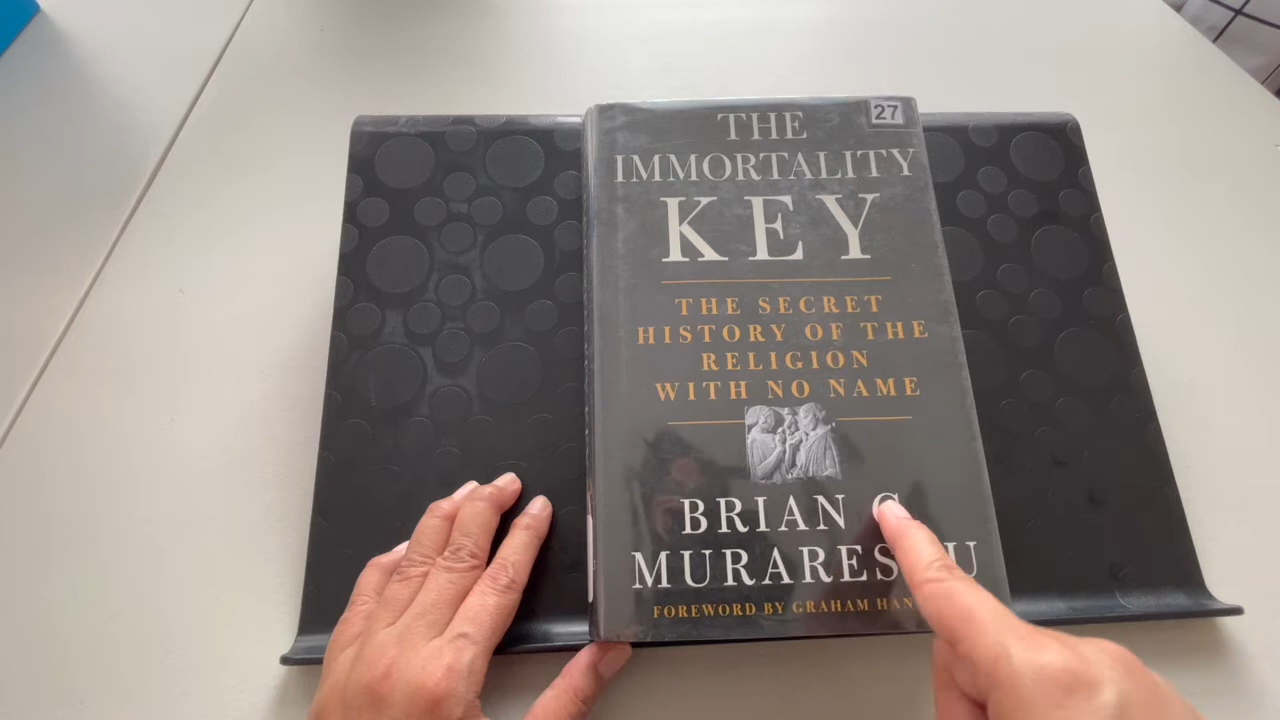 27
THE
IMMORTALITY
KEY
THE SECRET
HISTORY OF THE
RELIGION
WITH NO NAME
BRIAN
FOREWORD BY GRAHAM